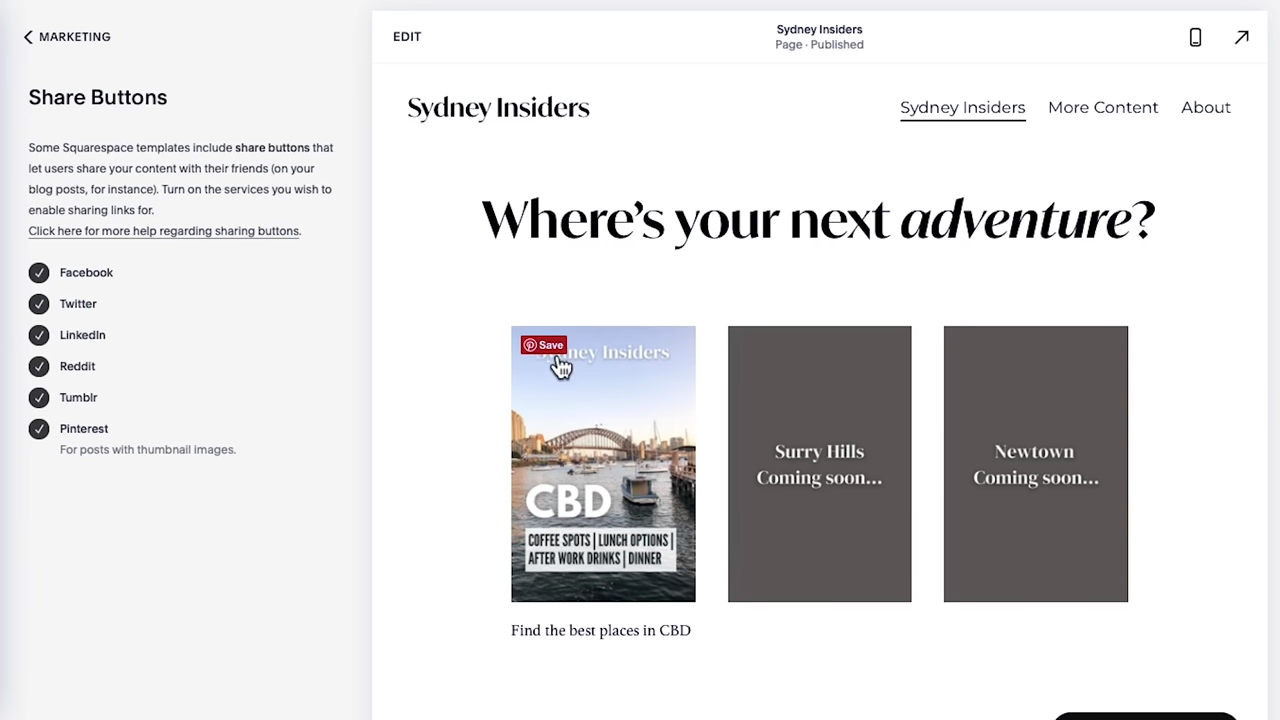 MARKETING
Share Buttons
Some Squarespace templates include share buttons that
let users share your content with their friends (on your
blog posts, for instance). Turn on the services you wish to
enable sharing links for.
Click here for more help regarding sharing buttons.
Facebook
Twitter
LinkedIn
Reddit
Tumblr
Pinterest
For posts with thumbnail images.
EDIT
Sydney Insiders
Page · Published
Sydney Insiders
Sydney Insiders
More Content
About
Where's your next adventure?
Save
Insiders
CBD
COFFEE SPOTS | LUNCH OPTIONS |
AFTER WORK DRINKS | DINNER
Find the best places in CBD
Surry Hills
Coming soon...
Newtown
Coming soon...